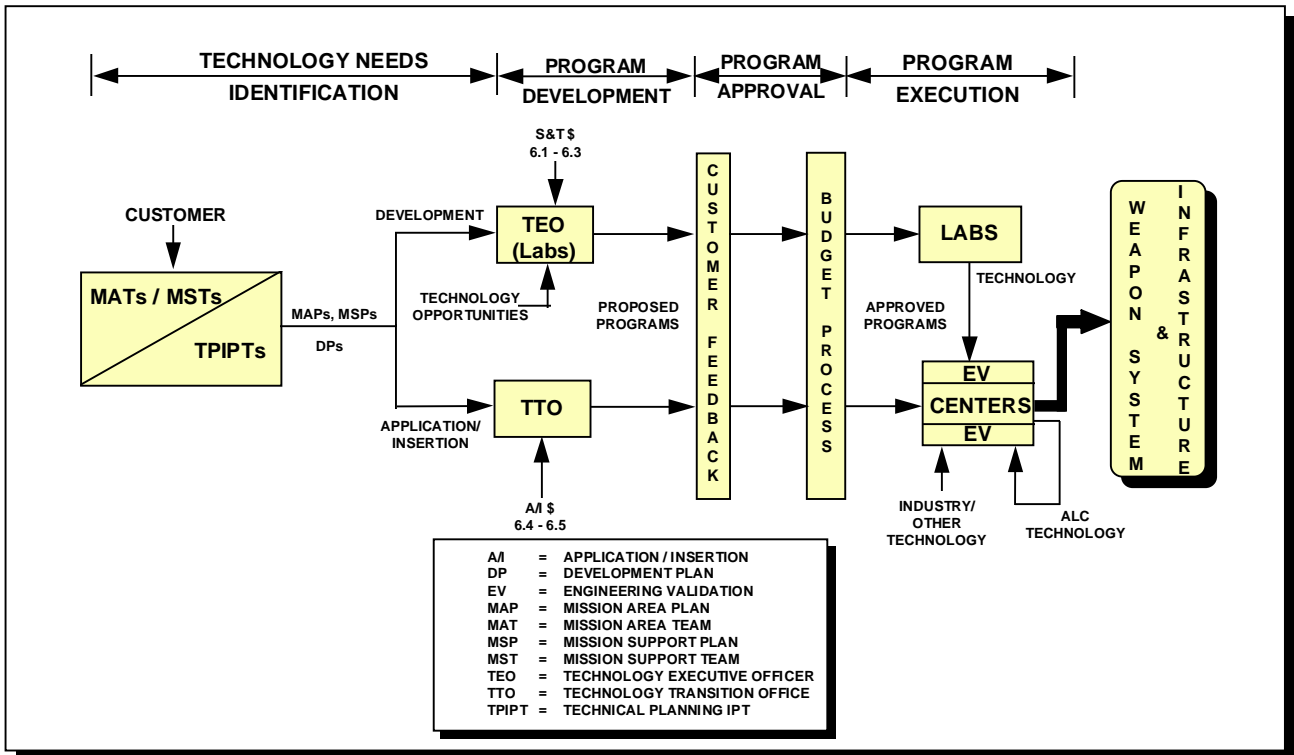 TECHNOLOGY NEEDS
IDENTIFICATION
PROGRAM
DEVELOPMENT
PROGRAM
APPROVAL
PROGRAM
EXECUTION
S&T $
6.1 - 6.3
CUSTOMER
MATs / MSTs
TPIPTs
MAPs, MSPs
DPs
DEVELOPMENT
TEO
(Labs)
TECHNOLOGY
OPPORTUNITIES
APPLICATION/
INSERTION
TTO
A/I $
6.4 - 6.5
PROPOSED
PROGRAMS
CUSTOMER FEEDBACK
BUDGET PROCESS
APPROVED
PROGRAMS
LABS
TECHNOLOGY
EV
CENTERS
EV
INDUSTRY/
OTHER
TECHNOLOGY
ALC
TECHNOLOGY
WEAPON SYSTEM
&
INFRASTRUCTURE
A/I = APPLICATION / INSERTION
DP = DEVELOPMENT PLAN
EV = ENGINEERING VALIDATION
MAP = MISSION AREA PLAN
MAT = MISSION AREA TEAM
MSP = MISSION SUPPORT PLAN
MST = MISSION SUPPORT TEAM
TEO = TECHNOLOGY EXECUTIVE OFFICER
TTO = TECHNOLOGY TRANSITION OFFICE
TPIPT = TECHNICAL PLANNING IPT